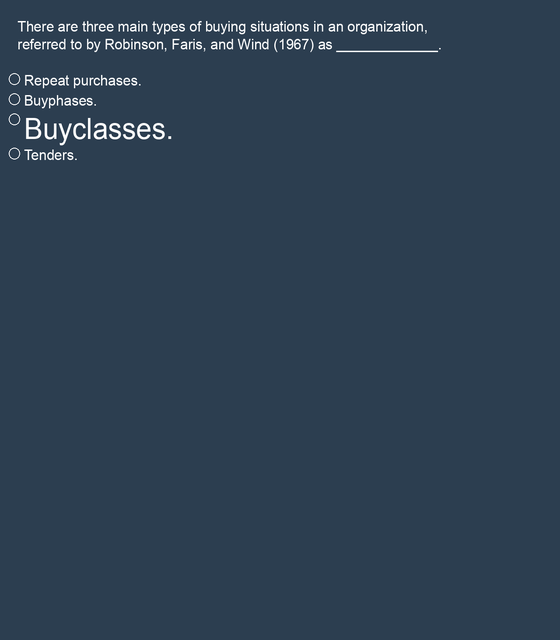 There are three main types of buying situations in an organization,
referred to by Robinson, Faris, and Wind (1967) as _____________.
Repeat purchases.
Buyphases.
Buyclasses.
Tenders.